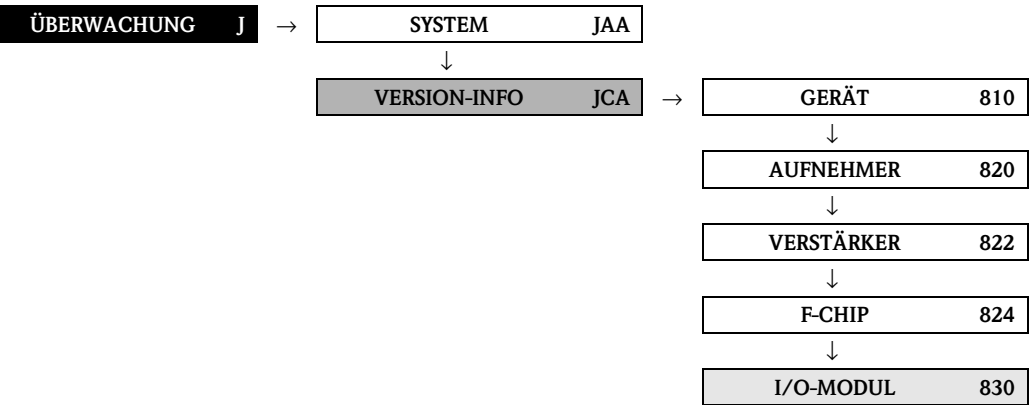 ÜBERWACHUNG J → SYSTEM JAA
↓
VERSION-INFO JCA → GERÄT 810
↓
AUFNEHMER 820
↓
VERSTÄRKER 822
↓
F-CHIP 824
↓
I/O-MODUL 830